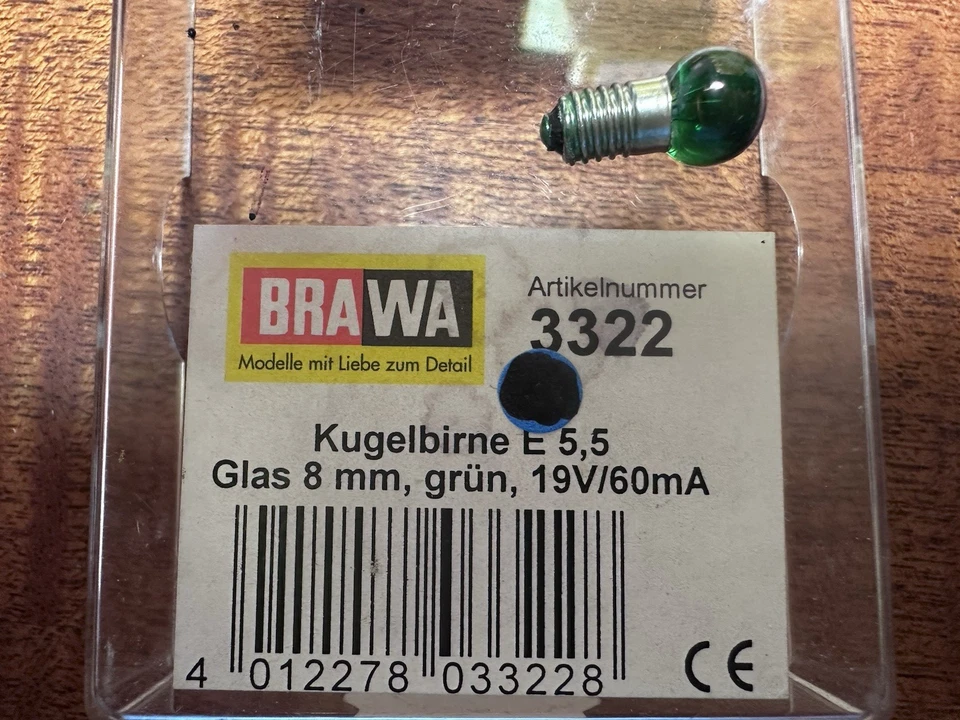 BRAWA
Modelle mit Liebe zum Detail
Artikelnummer
3322
Kugelbirne E 5,5
Glas 8 mm, grün, 19V/60mA
4 012278 033228
CE